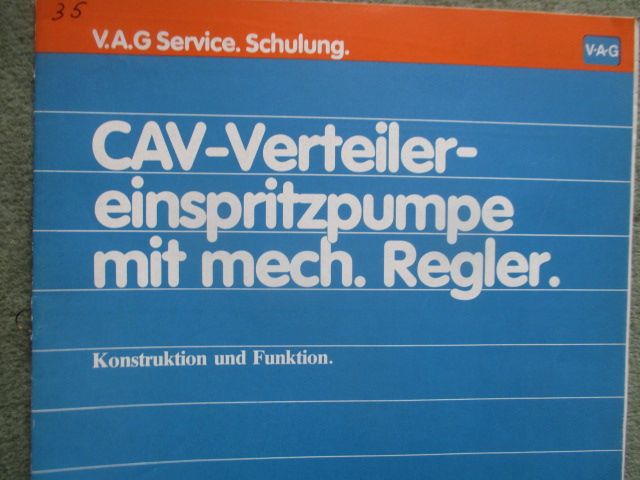 35
V.A.G Service. Schulung.
V·A·G
CAV-Verteiler-
einspritzpumpe
mit mech. Regler.
Konstruktion und Funktion.